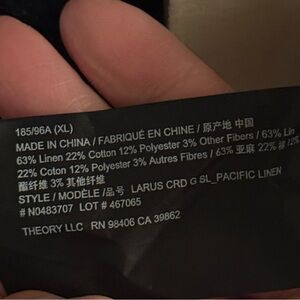 185/96A (XL)
MADE IN CHINA / FABRIQUÉ EN CHINE / 原产地 中国
63% Linen 22% Cotton 12% Polyester 3% Other Fibers / 63% Lin
22% Coton 12% Polyester 3% Autres Fibres / 63% 亚麻 22% 棉 12%
酯纤维 3% 其他纤维
STYLE / MODÈLE /品号 LARUS CRD G SL_PACIFIC LINEN
# N0483707 LOT # 467065
THEORY LLC RN 98406 CA 39862